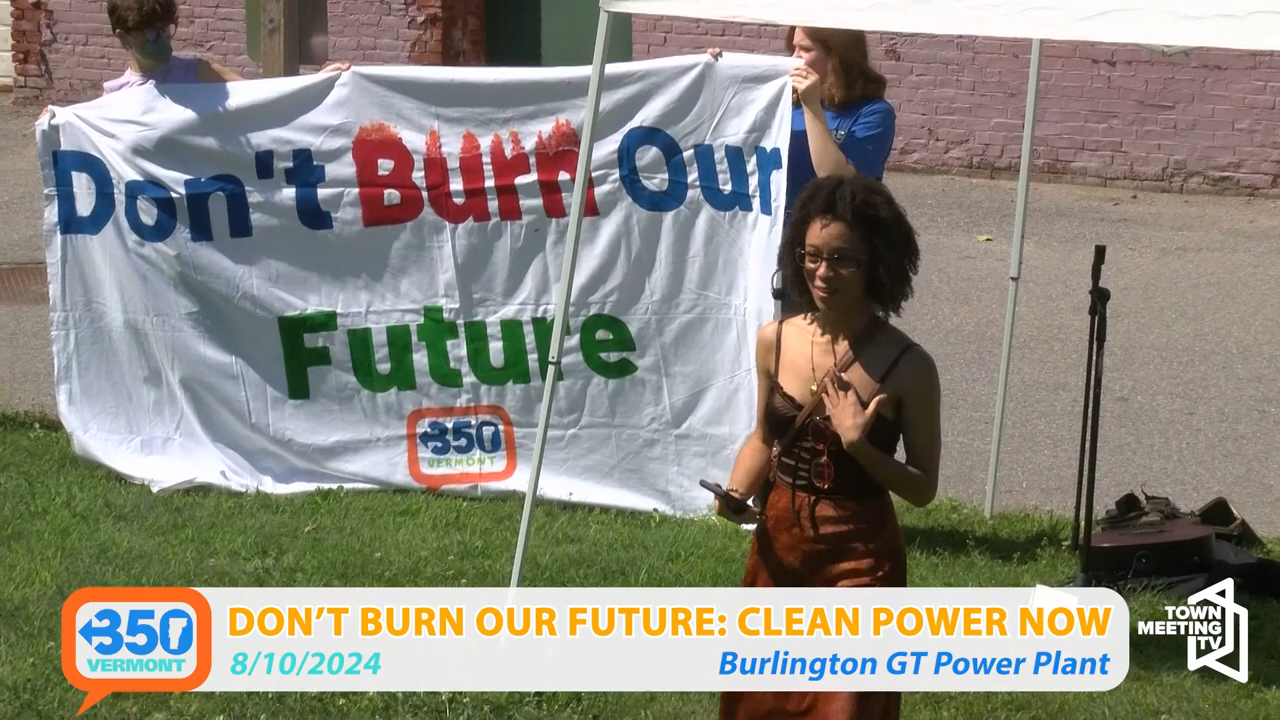 Don't Burn Our
Future
350
VERMONT
350
VERMONT
DON'T BURN OUR FUTURE: CLEAN POWER NOW
8/10/2024
Burlington GT Power Plant
TOWN
MEETING
TV